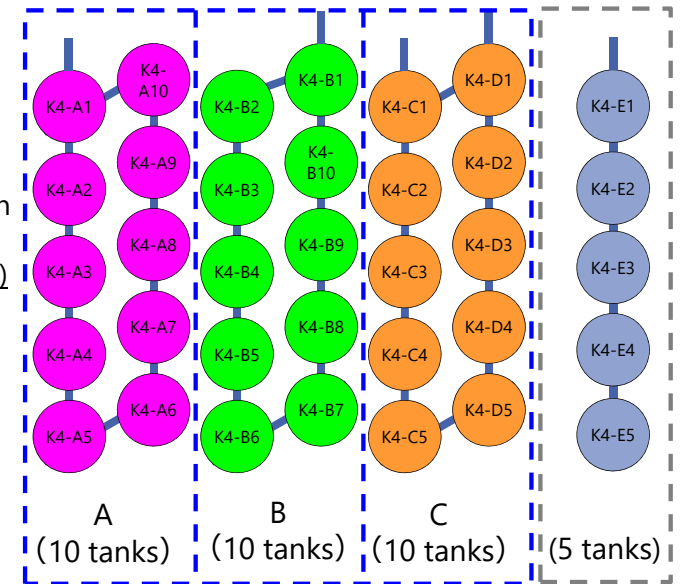 K4-A1
K4-
A10
K4-A2
K4-A9
K4-A3
K4-A8
K4-A4
K4-A7
K4-A5
K4-A6
K4-B1
K4-B2
K4-
B10
K4-B3
K4-B9
K4-B4
K4-B8
K4-B5
K4-B7
K4-B6
K4-D1
K4-C1
K4-D2
K4-C2
K4-D3
K4-C3
K4-D4
K4-C4
K4-D5
K4-C5
K4-E1
K4-E2
K4-E3
K4-E4
K4-E5
n
)
A
(10 tanks)
B
(10 tanks)
C
(10 tanks)
(5 tanks)